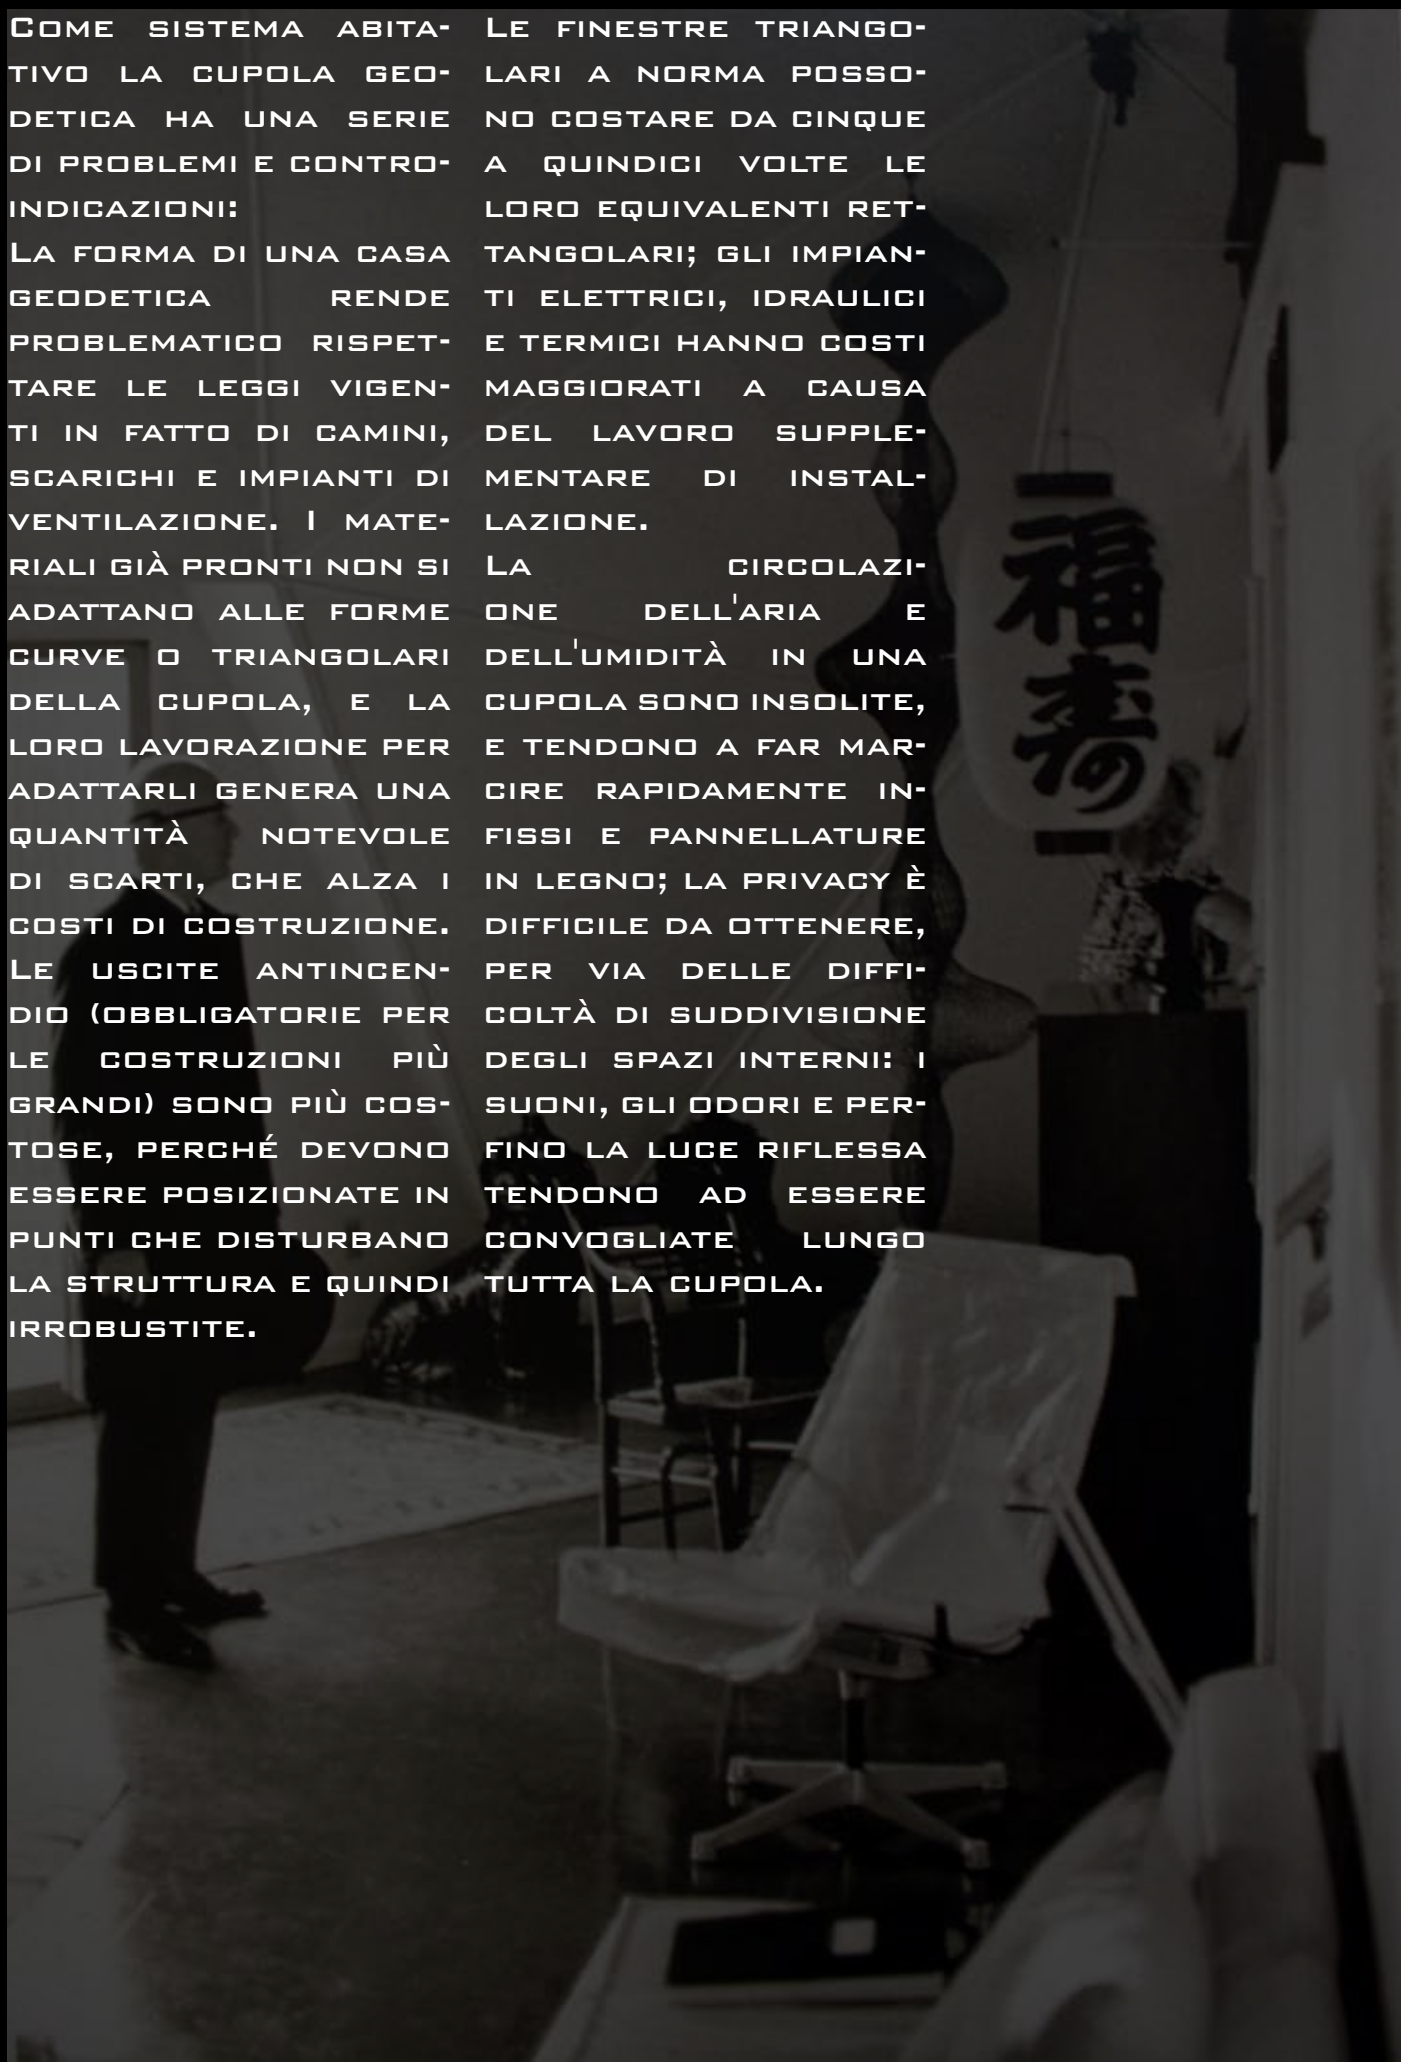 Come sistema abita-
tivo la cupola geo-
detica ha una serie
di problemi e contro-
indicazioni:
La forma di una casa
geodetica rende
problematico rispet-
tare le leggi vigen-
ti in fatto di camini,
scarichi e impianti di
ventilazione. I mate-
riali già pronti non si
adattano alle forme
curve o triangolari
della cupola, e la
loro lavorazione per
adattarli genera una
quantità notevole
di scarti, che alza i
costi di costruzione.
Le uscite antincen-
dio (obbligatorie per
le costruzioni più
grandi) sono più cos-
tose, perché devono
essere posizionate in
punti che disturbano
la struttura e quindi
irrobustite.
Le finestre triango-
lari a norma posso-
no costare da cinque
a quindici volte le
loro equivalenti ret-
tangolari; gli impian-
ti elettrici, idraulici
e termici hanno costi
maggiorati a causa
del lavoro supple-
mentare di instal-
lazione.
La circolazi-
one dell'aria e
dell'umidità in una
cupola sono insolite,
e tendono a far mar-
cire rapidamente in-
fissi e pannellature
in legno; la privacy è
difficile da ottenere,
per via delle diffi-
coltà di suddivisione
degli spazi interni: i
suoni, gli odori e per-
fino la luce riflessa
tendono ad essere
convogliate lungo
tutta la cupola.
福
寿